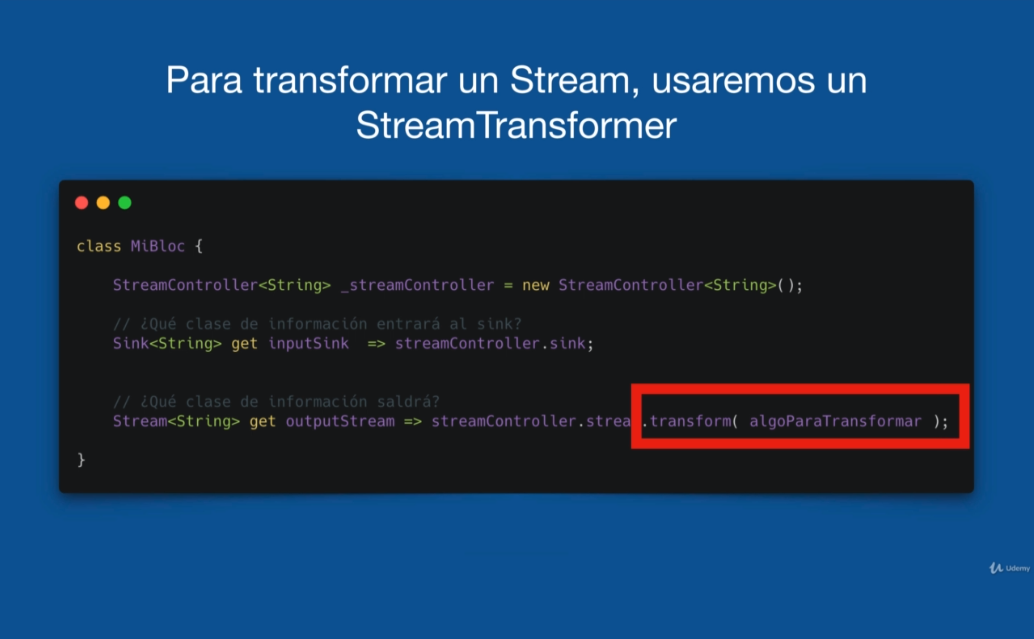 Para transformar un Stream, usaremos un
StreamTransformer
class MiBloc {
StreamController<String> _streamController = new StreamController<String>();
// ¿Qué clase de información entrará al sink?
Sink<String> get inputSink  => streamController.sink;
// ¿Qué clase de información saldrá?
Stream<String> get outputStream => streamController.strea .transform( algoParaTransformar );
}
Udemy